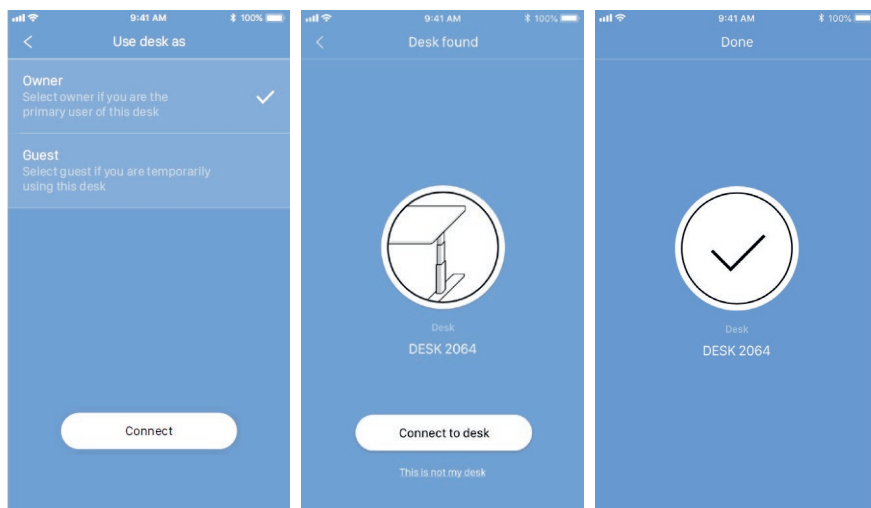 9:41 AM
100%
Use desk as
Owner
Select owner if you are the
primary user of this desk
Guest
Select guest if you are temporarily
using this desk
Connect
9:41 AM
100%
Desk found
Desk
DESK 2064
Connect to desk
This is not my desk
9:41 AM
100%
Done
Desk
DESK 2064